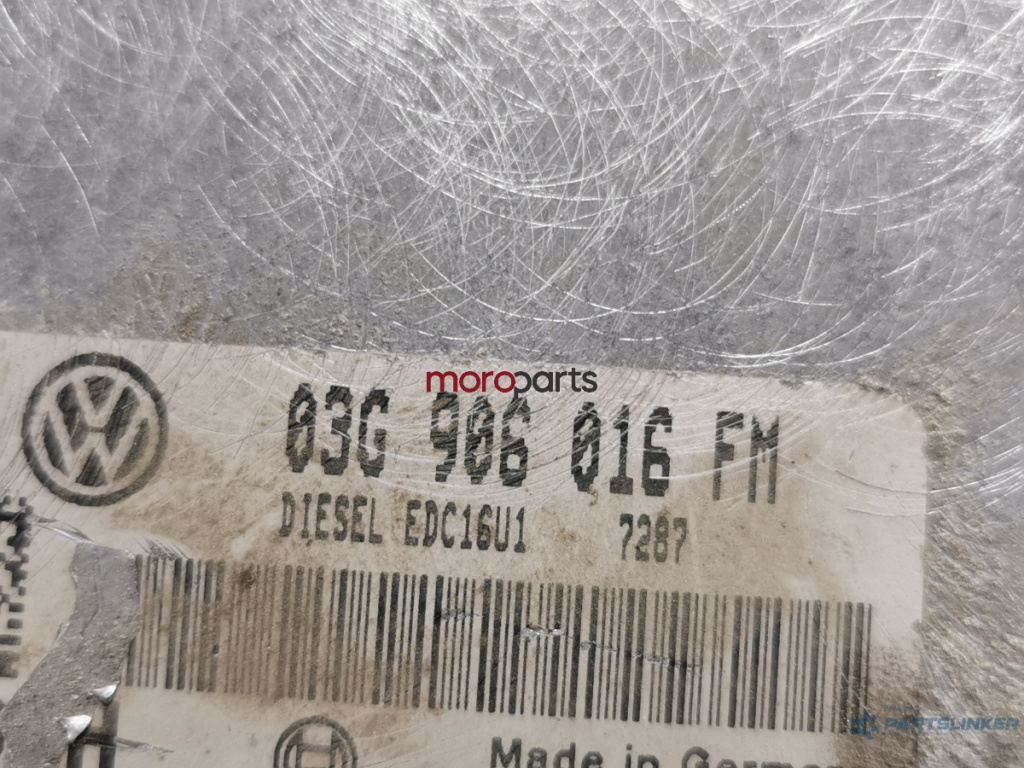 moroparts
03G 906 016 FM
DIESEL EDC16U1 7287
PARTSLINKER
Made in German